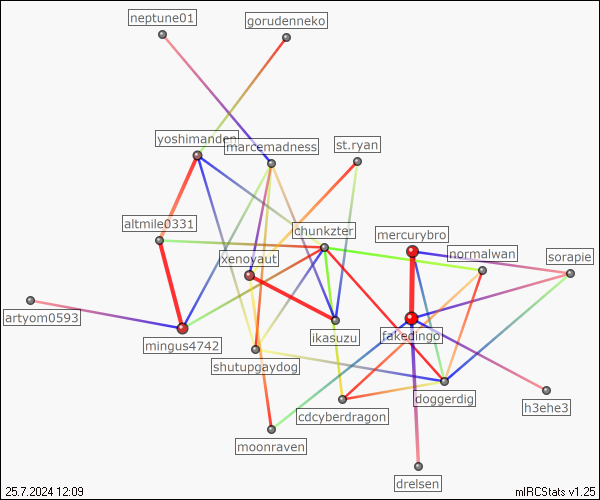 neptune01
gorudenneko
yoshimanden
marcemadness
st.ryan
altmile0331
chunkzter
mercurybro
normalwan
sorapie
xenoyaut
artyom0593
mingus4742
ikasuzu
fakedingo
shutupgaydog
doggerdig
h3ehe3
cdcyberdragon
moonraven
drelsen
25.7.2024 12:09
mIRCStats v1.25